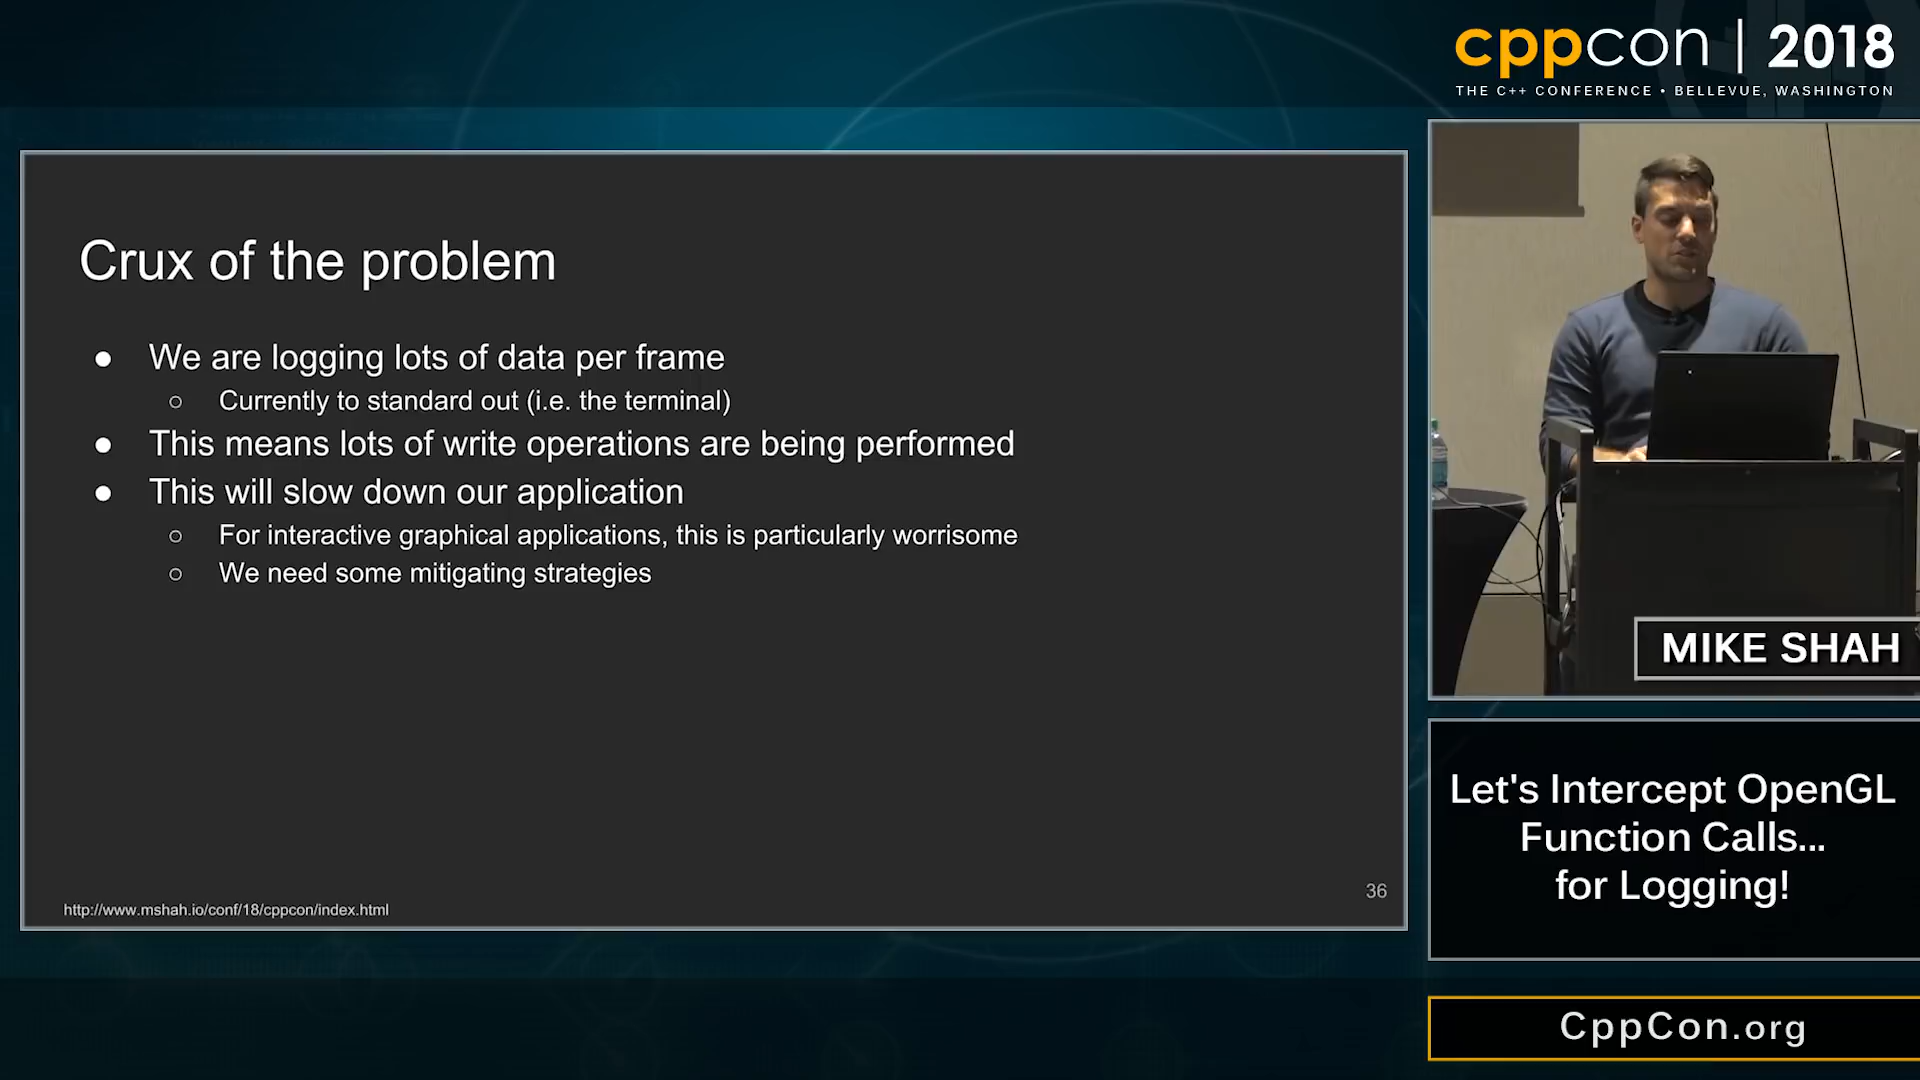 cppcon | 2018
THE C++ CONFERENCE • BELLEVUE, WASHINGTON
Crux of the problem
● We are logging lots of data per frame
○ Currently to standard out (i.e. the terminal)
● This means lots of write operations are being performed
● This will slow down our application
○ For interactive graphical applications, this is particularly worrisome
○ We need some mitigating strategies
http://www.mshah.io/conf/18/cppcon/index.html
36
MIKE SHAH
Let's Intercept OpenGL
Function Calls...
for Logging!
CppCon.org